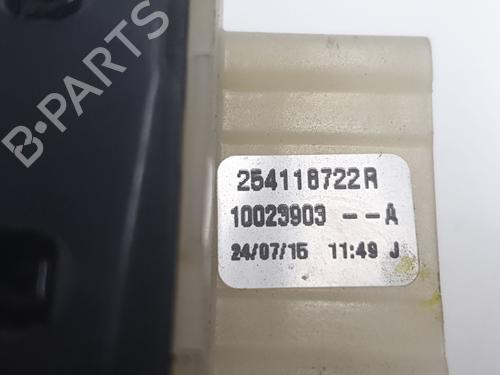 B-PARTS
254118722R
10023903 --A
24/07/15 11:49 J